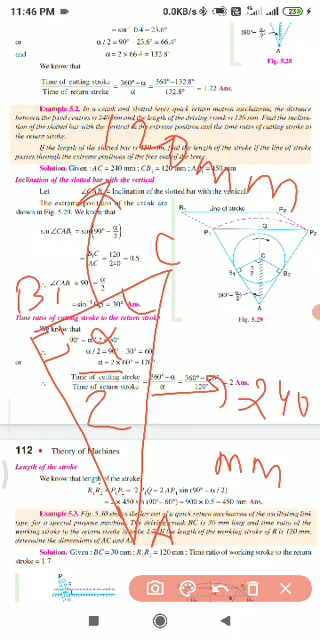 11:46 PM
0.0KB/s
= sin⁻¹ 0.4 = 23.6°
or α / 2 = 90° – 23.6° = 66.4°
and α = 2 × 66.4 = 132.8°
Fig. 5.28
We know that
Time of cutting stroke / Time of return stroke = 360° – α / α = 360° – 132.8° / 132.8° = 1.72 Ans.
Example 5.2. In a crank and slotted lever quick return motion mechanism, the distance
between the fixed centres is 240 mm and the length of the driving crank is 120 mm. Find the inclina-
tion of the slotted bar with the vertical in the extreme position and the time ratio of cutting stroke to
the return stroke.
If the length of the slotted bar is 450 mm, find the length of the stroke if the line of stroke
passes through the extreme positions of the free end of the lever.
Solution. Given : AC = 240 mm ; CB₁ = 120 mm ; = 450 mm
Inclination of the slotted bar with the vertical
Let = Inclination of the slotted bar with the vertical.
The extreme positions of the crank are
shown in Fig. 5.29. We know that
sin ∠CAB₁ = sin (90° – α/2)
= B₁C / AC = 120 / 240 = 0.5
∴ ∠CAB₁ = 90° – α/2
= sin⁻¹ 0.5 = 30° Ans.
R₁ Line of stroke R₂
P₁ Q P₂
C
B₁ B₂
A
Fig. 5.29
Time ratio of cutting stroke to the return stroke
We know that
90° – α / 2 = 30°
∴ α / 2 = 90° – 30° = 60°
or α = 2 × 60° = 120°
Time of cutting stroke / Time of return stroke = 360° – α / α = 360° – 120° / 120° = 2 Ans.
120 mm
C
B1
α/2
A
240 mm
112 • Theory of Machines
Length of the stroke
We know that length of the stroke
R₁R₂ = P₁P₂ = 2 P₁Q = 2 AP₁ sin (90° – α / 2)
= 2 × 450 sin (90° – 60°) = 900 × 0.5 = 450 mm Ans.
Example 5.3. Fig. 5.30 shows the lay out of a quick return mechanism of the oscillating link
type, for a special purpose machine. The driving crank BC is 30 mm long and time ratio of the
working stroke to the return stroke is to be 1.7. If the length of the working stroke of R is 120 mm,
determine the dimensions of AC and
Solution. Given : BC = 30 mm ; R₁R₂ = 120 mm ; Time ratio of working stroke to the return
stroke = 1.7